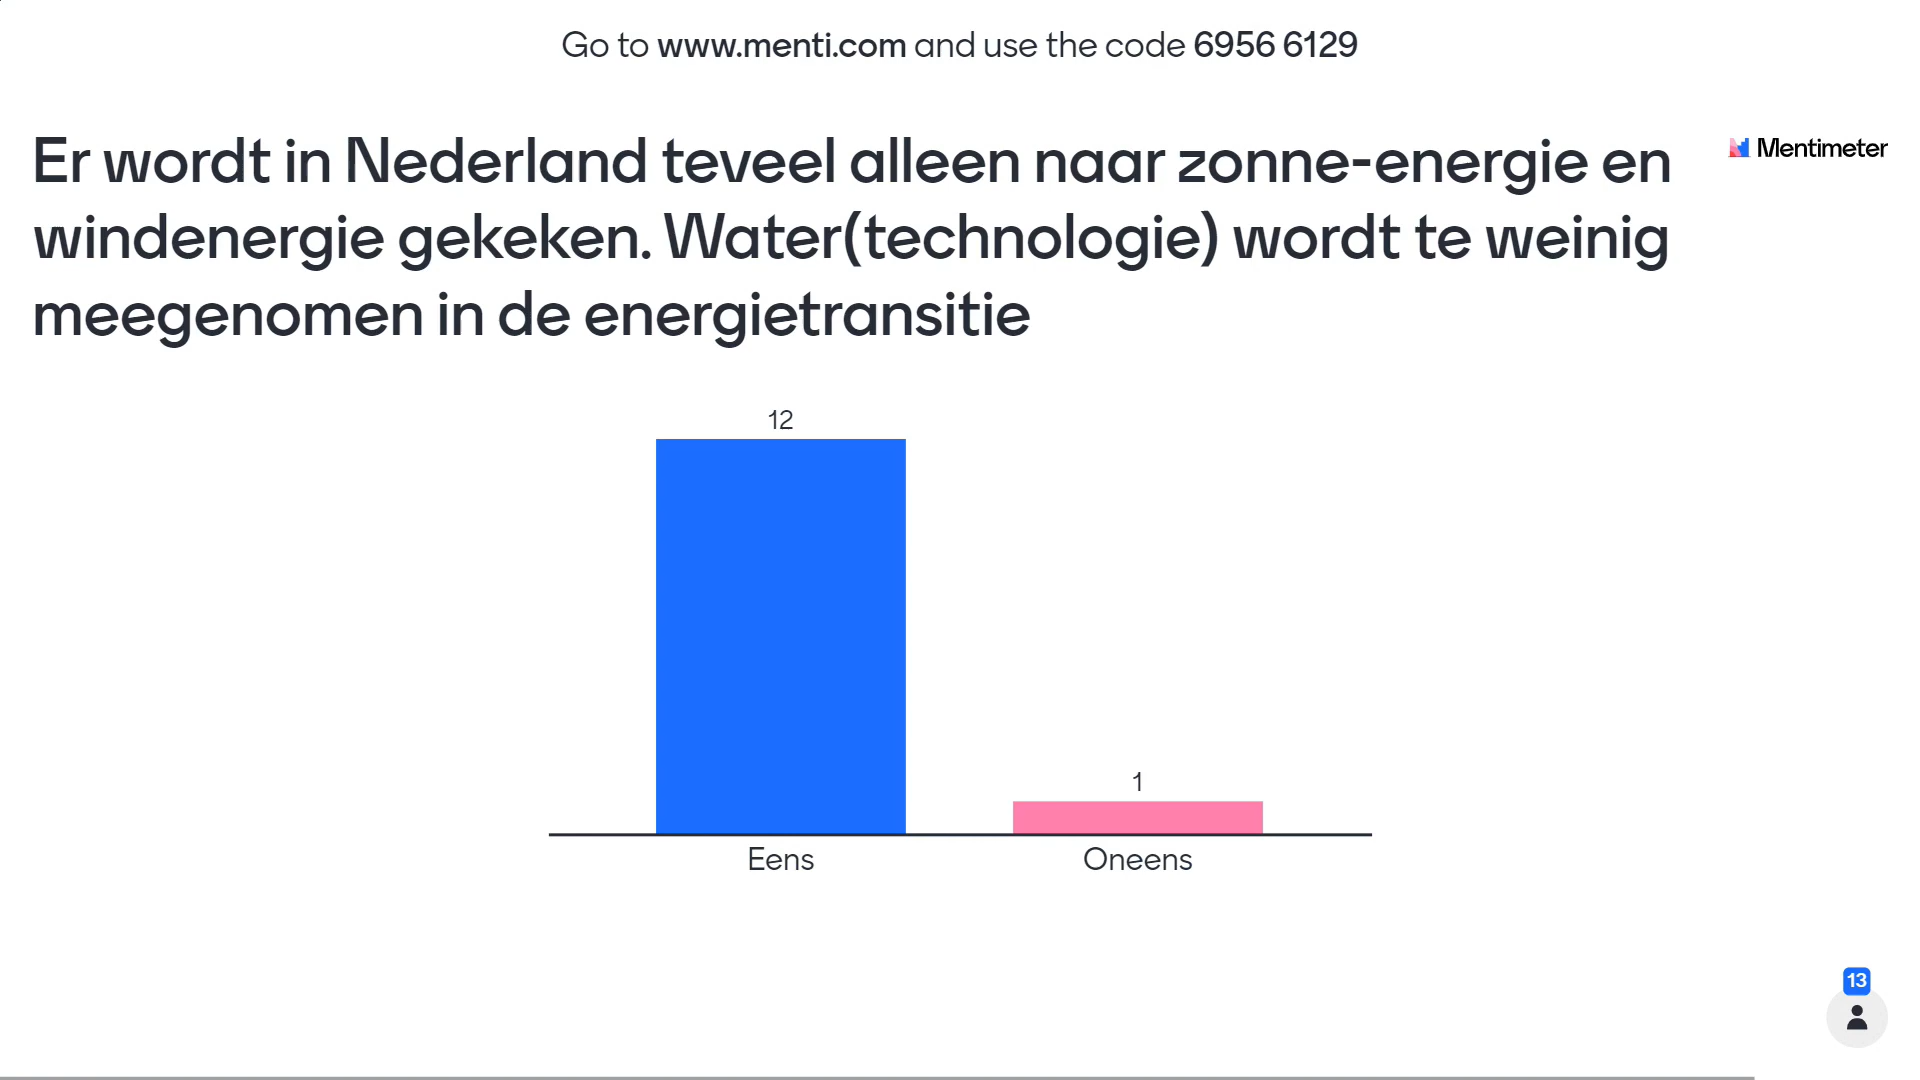 Go to www.menti.com and use the code 6956 6129
Er wordt in Nederland teveel alleen naar zonne-energie en
windenergie gekeken. Water(technologie) wordt te weinig
meegenomen in de energietransitie
Mentimeter
12
1
Eens
Oneens
13